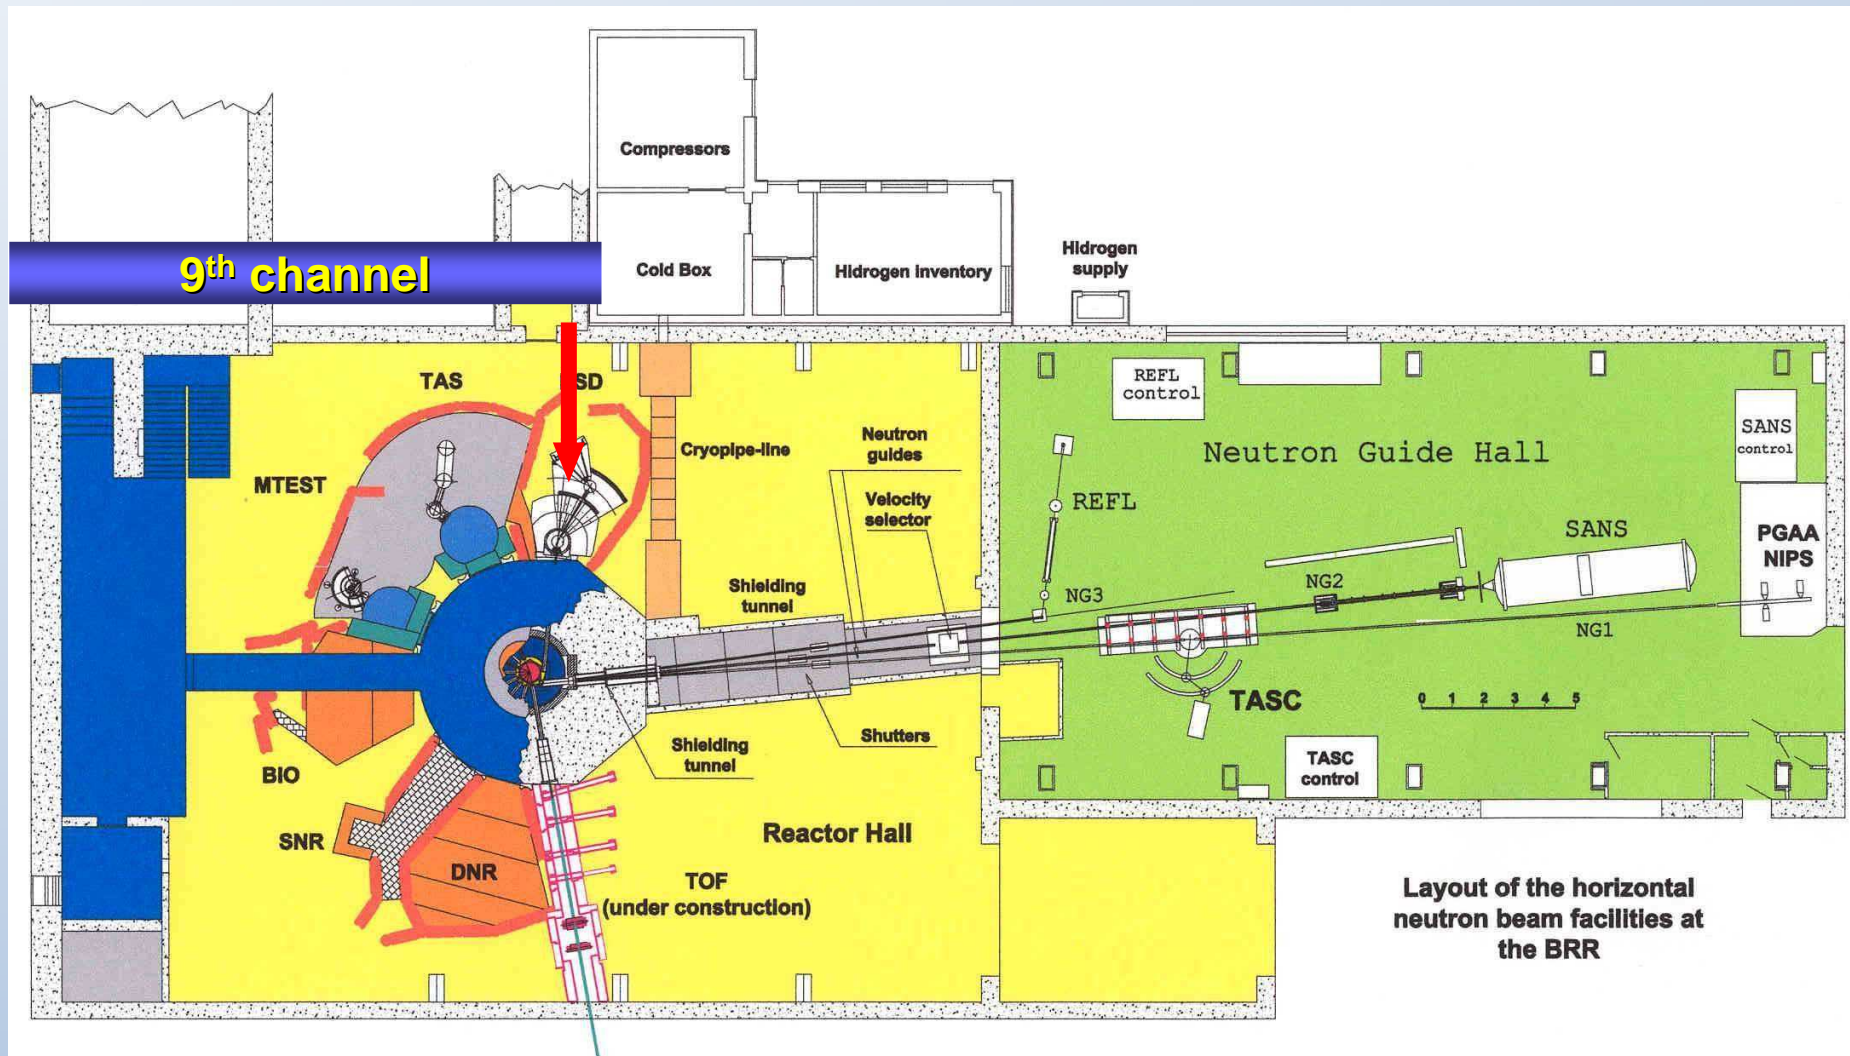 Compressors
9th channel
Cold Box
Hidrogen inventory
Hidrogen
supply
TAS
SD
REFL
control
SANS
control
Neutron
guides
Cryopipe-line
Neutron Guide Hall
MTEST
Velocity
selector
REFL
SANS
PGAA
NIPS
Shielding
tunnel
NG3
NG2
NG1
TASC
0 1 2 3 4 5
Shutters
Shielding
tunnel
BIO
TASC
control
SNR
Reactor Hall
DNR
TOF
(under construction)
Layout of the horizontal
neutron beam facilities at
the BRR